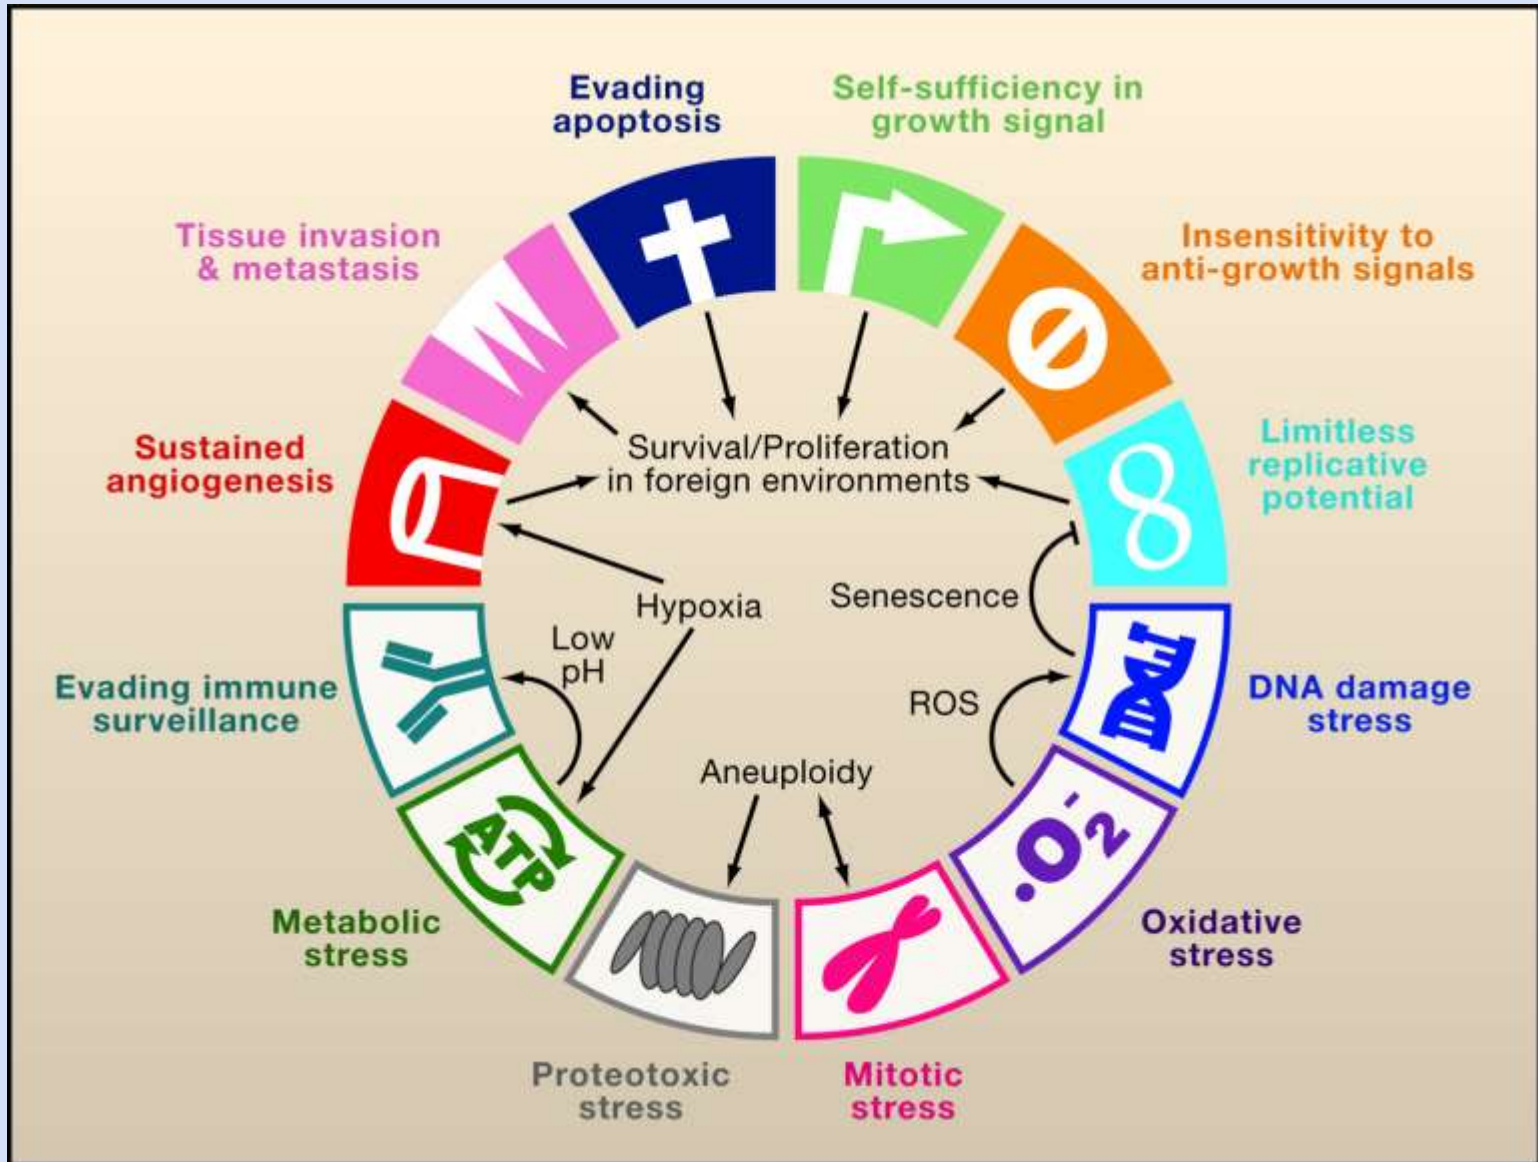 Evading
apoptosis
Self-sufficiency in
growth signal
Tissue invasion
& metastasis
Insensitivity to
anti-growth signals
Sustained
angiogenesis
Survival/Proliferation
in foreign environments
Limitless
replicative
potential
Hypoxia
Senescence
Low
pH
Evading immune
surveillance
ROS
DNA damage
stress
Aneuploidy
ATP
•O2-
Metabolic
stress
Oxidative
stress
Proteotoxic
stress
Mitotic
stress